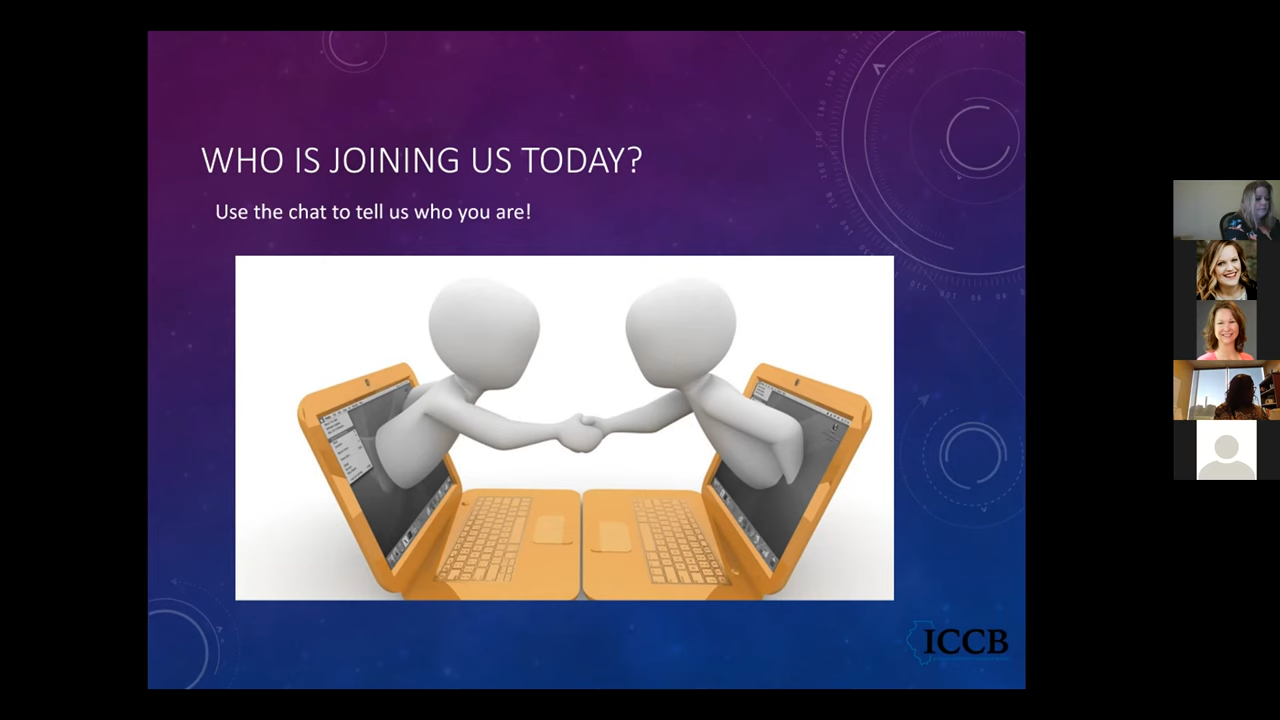 WHO IS JOINING US TODAY?
Use the chat to tell us who you are!
ICCB